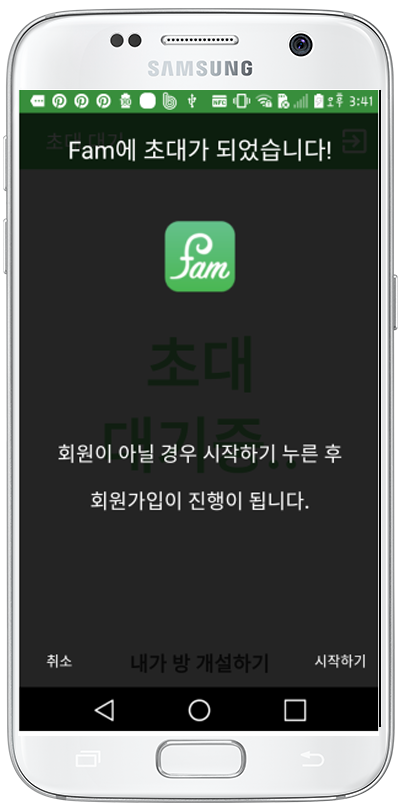 SAMSUNG
NFC 오후 3:41
초대 대기
Fam에 초대가 되었습니다!
fam
초대
대기중..
회원이 아닐 경우 시작하기 누른 후
회원가입이 진행이 됩니다.
취소 내가 방 개설하기 시작하기